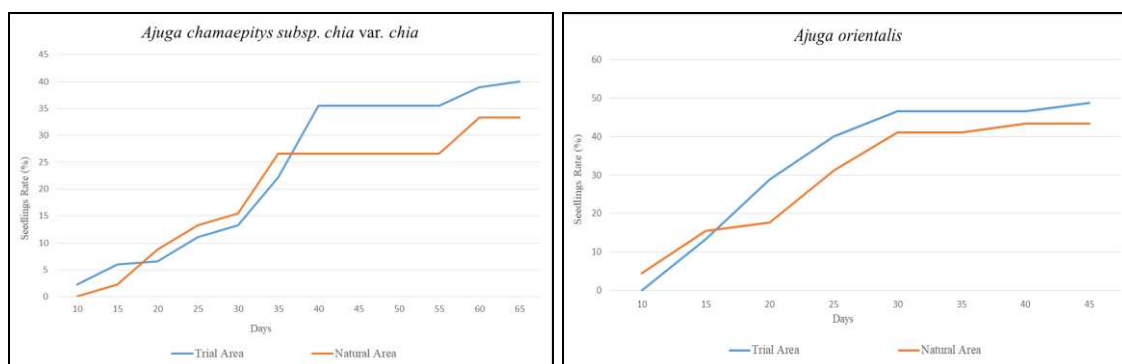 Ajuga chamaepitys subsp. chia var. chia
45
40
35
30
25
20
15
10
5
0
Seedlings Rate (%)
10 15 20 25 30 35 40 45 50 55 60 65
Days
Trial Area Natural Area
Ajuga orientalis
60
50
40
30
20
10
0
Seedlings Rate (%)
10 15 20 25 30 35 40 45
Days
Trial Area Natural Area